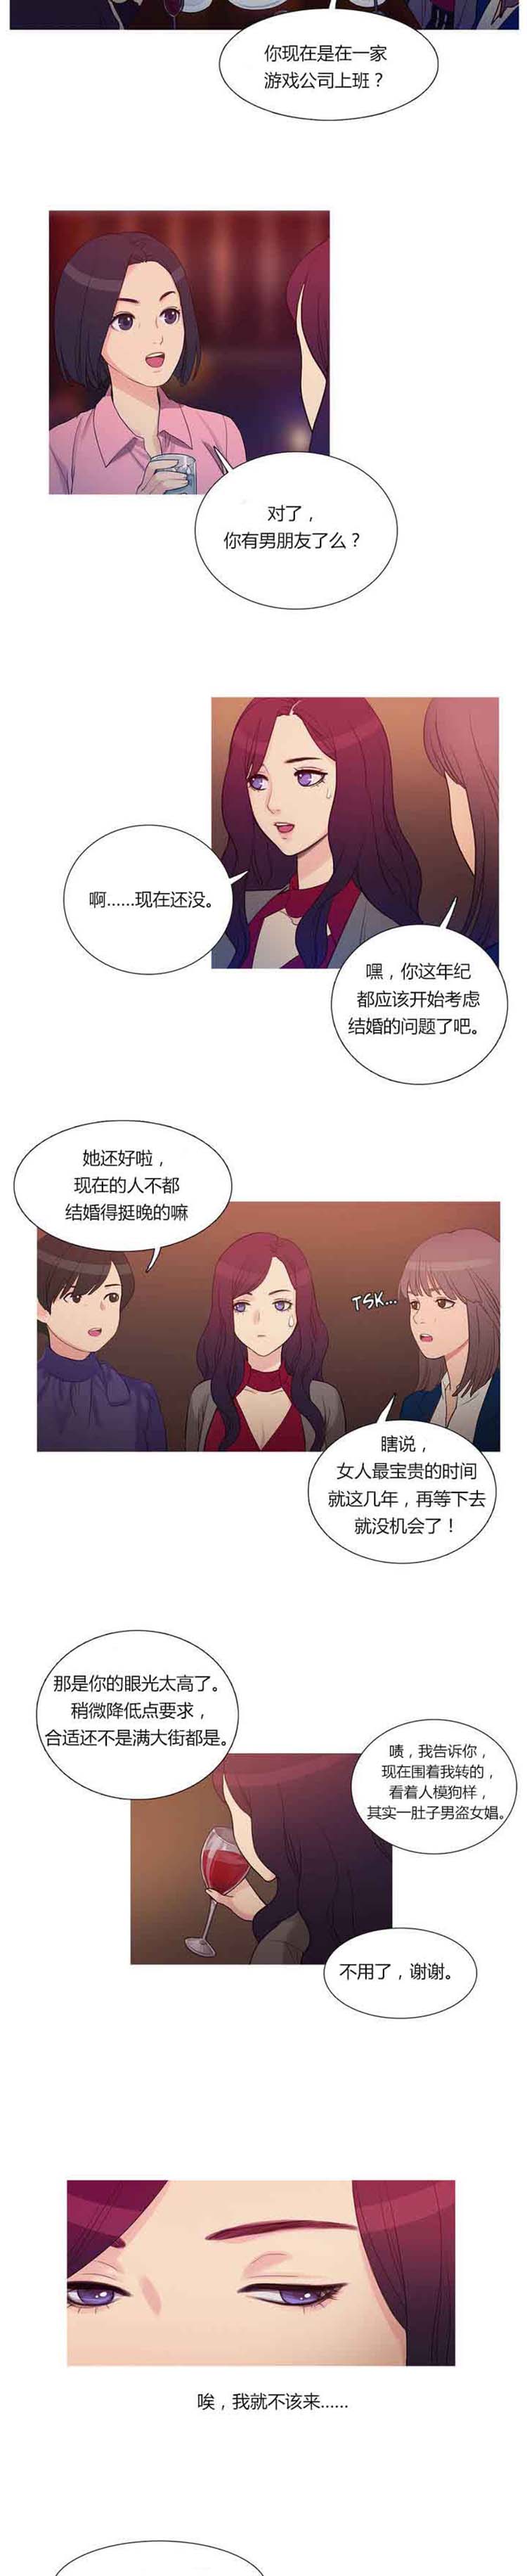 你现在是在一家
游戏公司上班？
对了，
你有男朋友了么？
啊……现在还没。
嘿，你这年纪
都应该开始考虑
结婚的问题了吧。
她还好啦，
现在的人不都
结婚得挺晚的嘛
TSK...
瞎说，
女人最宝贵的时间
就这几年，再等下去
就没机会了！
那是你的眼光太高了。
稍微降低点要求，
合适还不是满大街都是。
啧，我告诉你，
现在围着我转的，
看着人模狗样，
其实一肚子男盗女娼。
不用了，谢谢。
唉，我就不该来……